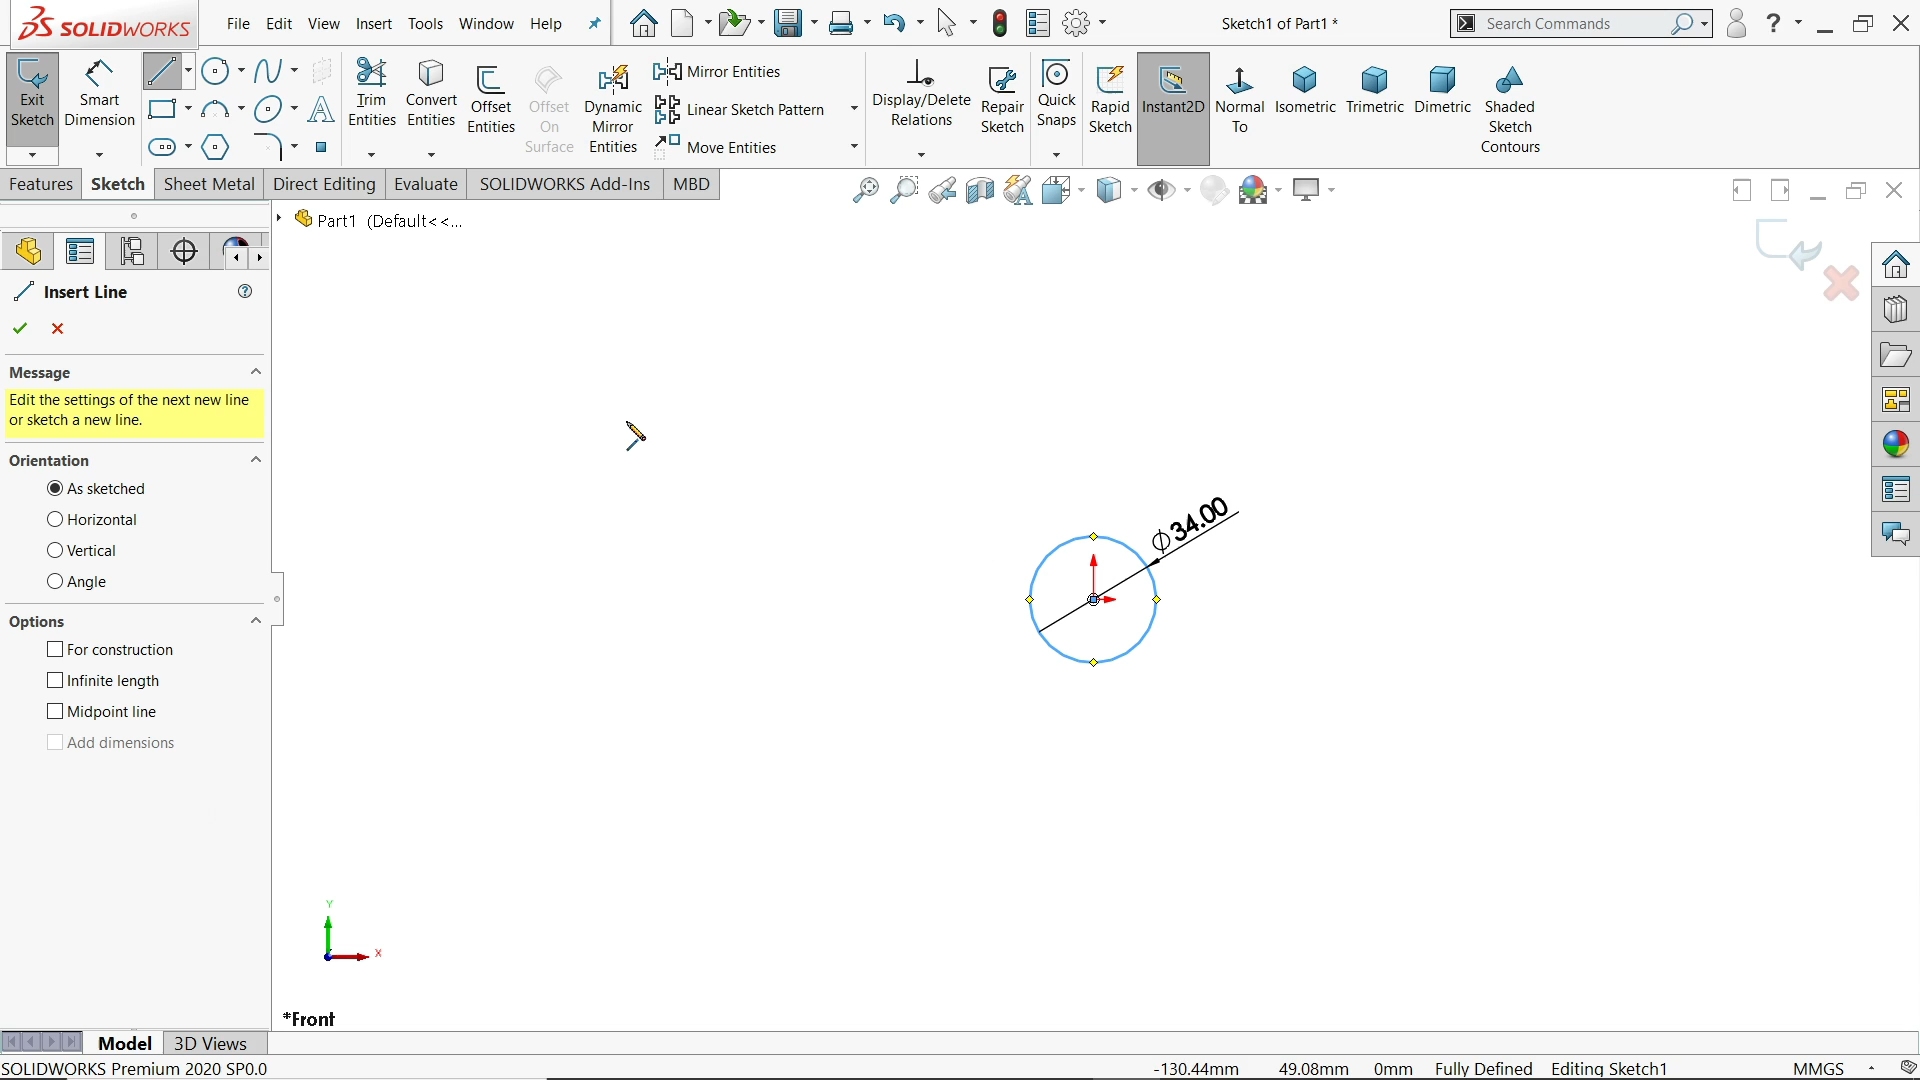 SOLIDWORKS
File Edit View Insert Tools Window Help
Sketch1 of Part1 *
Search Commands
Exit Sketch
Smart Dimension
Trim Entities
Convert Entities
Offset Entities
Offset On Surface
Dynamic Mirror Entities
Mirror Entities
Linear Sketch Pattern
Move Entities
Display/Delete Relations
Repair Sketch
Quick Snaps
Rapid Sketch
Instant2D
Normal To
Isometric
Trimetric
Dimetric
Shaded Sketch Contours
Features Sketch Sheet Metal Direct Editing Evaluate SOLIDWORKS Add-Ins MBD
Part1 (Default<<...
Insert Line
Message
Edit the settings of the next new line
or sketch a new line.
Orientation
As sketched
Horizontal
Vertical
Angle
Options
For construction
Infinite length
Midpoint line
Add dimensions
⌀34.00
Y
X
*Front
Model 3D Views
SOLIDWORKS Premium 2020 SP0.0
-130.44mm 49.08mm 0mm Fully Defined Editing Sketch1 MMGS